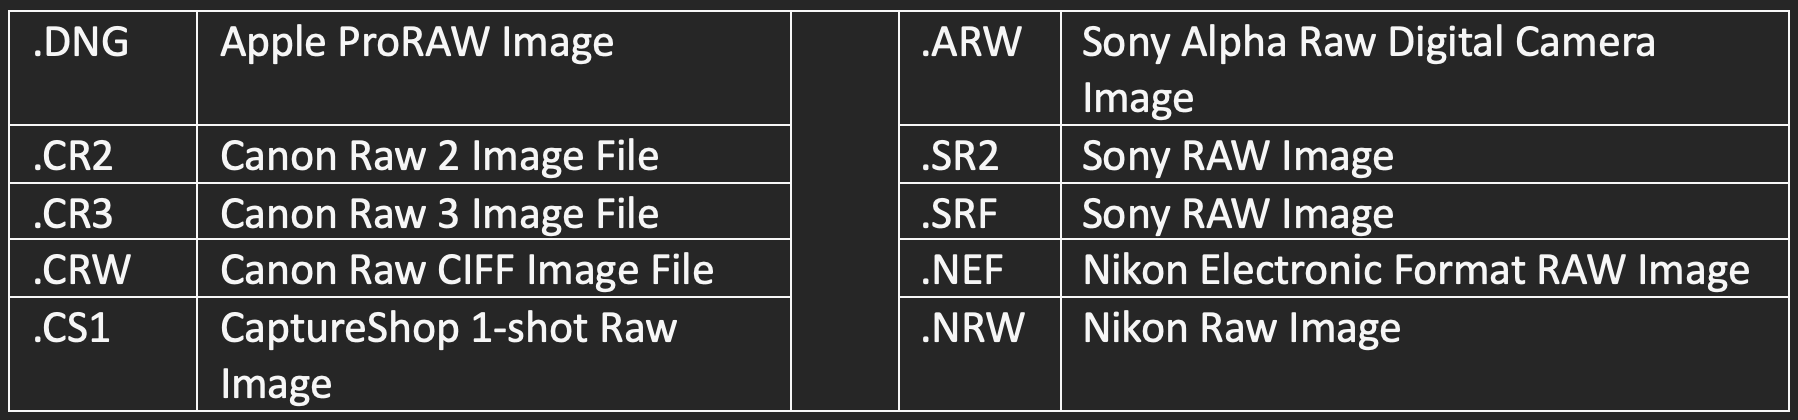 .DNG Apple ProRAW Image .ARW Sony Alpha Raw Digital Camera
Image
.CR2 Canon Raw 2 Image File .SR2 Sony RAW Image
.CR3 Canon Raw 3 Image File .SRF Sony RAW Image
.CRW Canon Raw CIFF Image File .NEF Nikon Electronic Format RAW Image
.CS1 CaptureShop 1-shot Raw .NRW Nikon Raw Image
Image